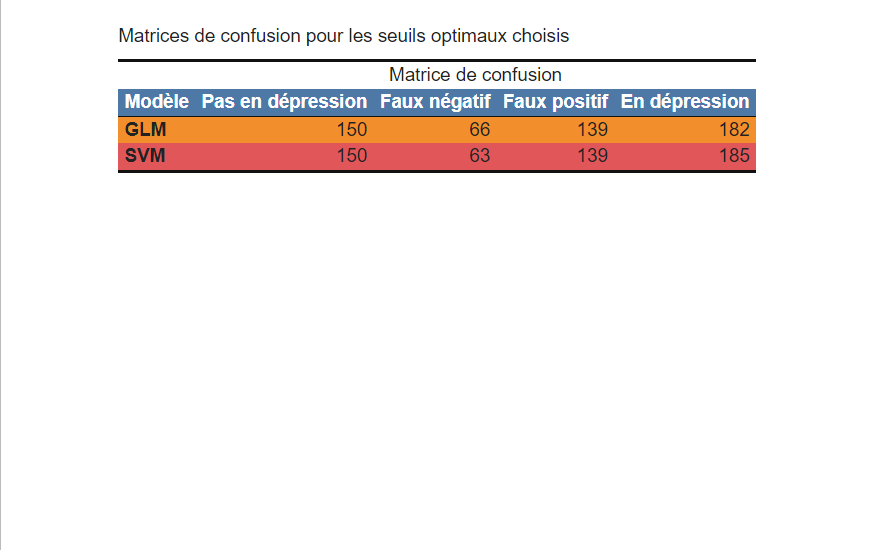 Matrices de confusion pour les seuils optimaux choisis
Matrice de confusion
Modèle Pas en dépression Faux négatif Faux positif En dépression
GLM 150 66 139 182
SVM 150 63 139 185